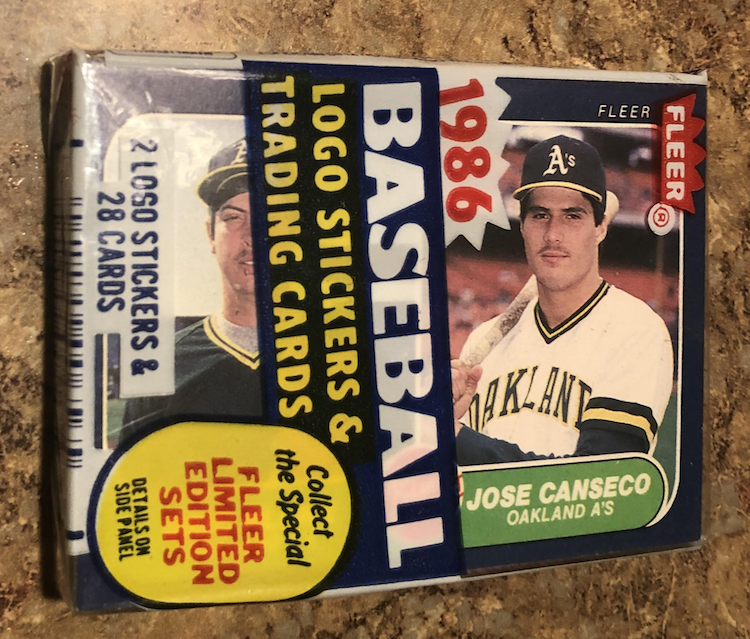 FLEER
FLEER
®
A's
OAKLAND
JOSE CANSECO
OAKLAND A'S
1986
BASEBALL
LOGO STICKERS &
TRADING CARDS
2 LOGO STICKERS &
28 CARDS
Collect
the Special
FLEER
LIMITED
EDITION
SETS
DETAILS ON
SIDE PANEL